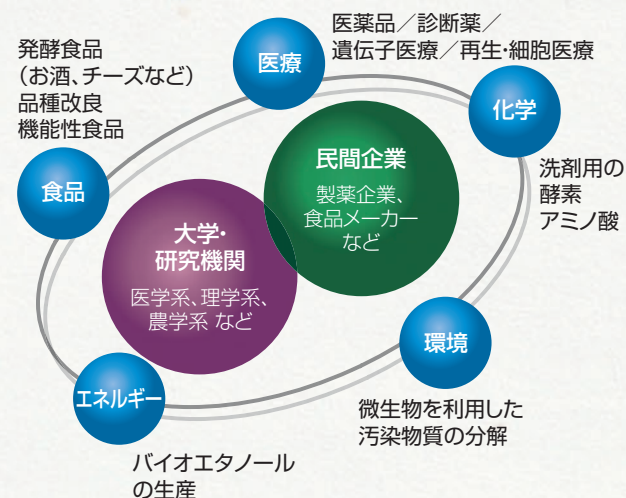 医薬品／診断薬／
遺伝子医療／再生・細胞医療
医療
発酵食品
（お酒、チーズなど）
品種改良
機能性食品
食品
化学
洗剤用の
酵素
アミノ酸
民間企業
製薬企業、
食品メーカー
など
大学・
研究機関
医学系、理学系、
農学系 など
環境
微生物を利用した
汚染物質の分解
エネルギー
バイオエタノール
の生産